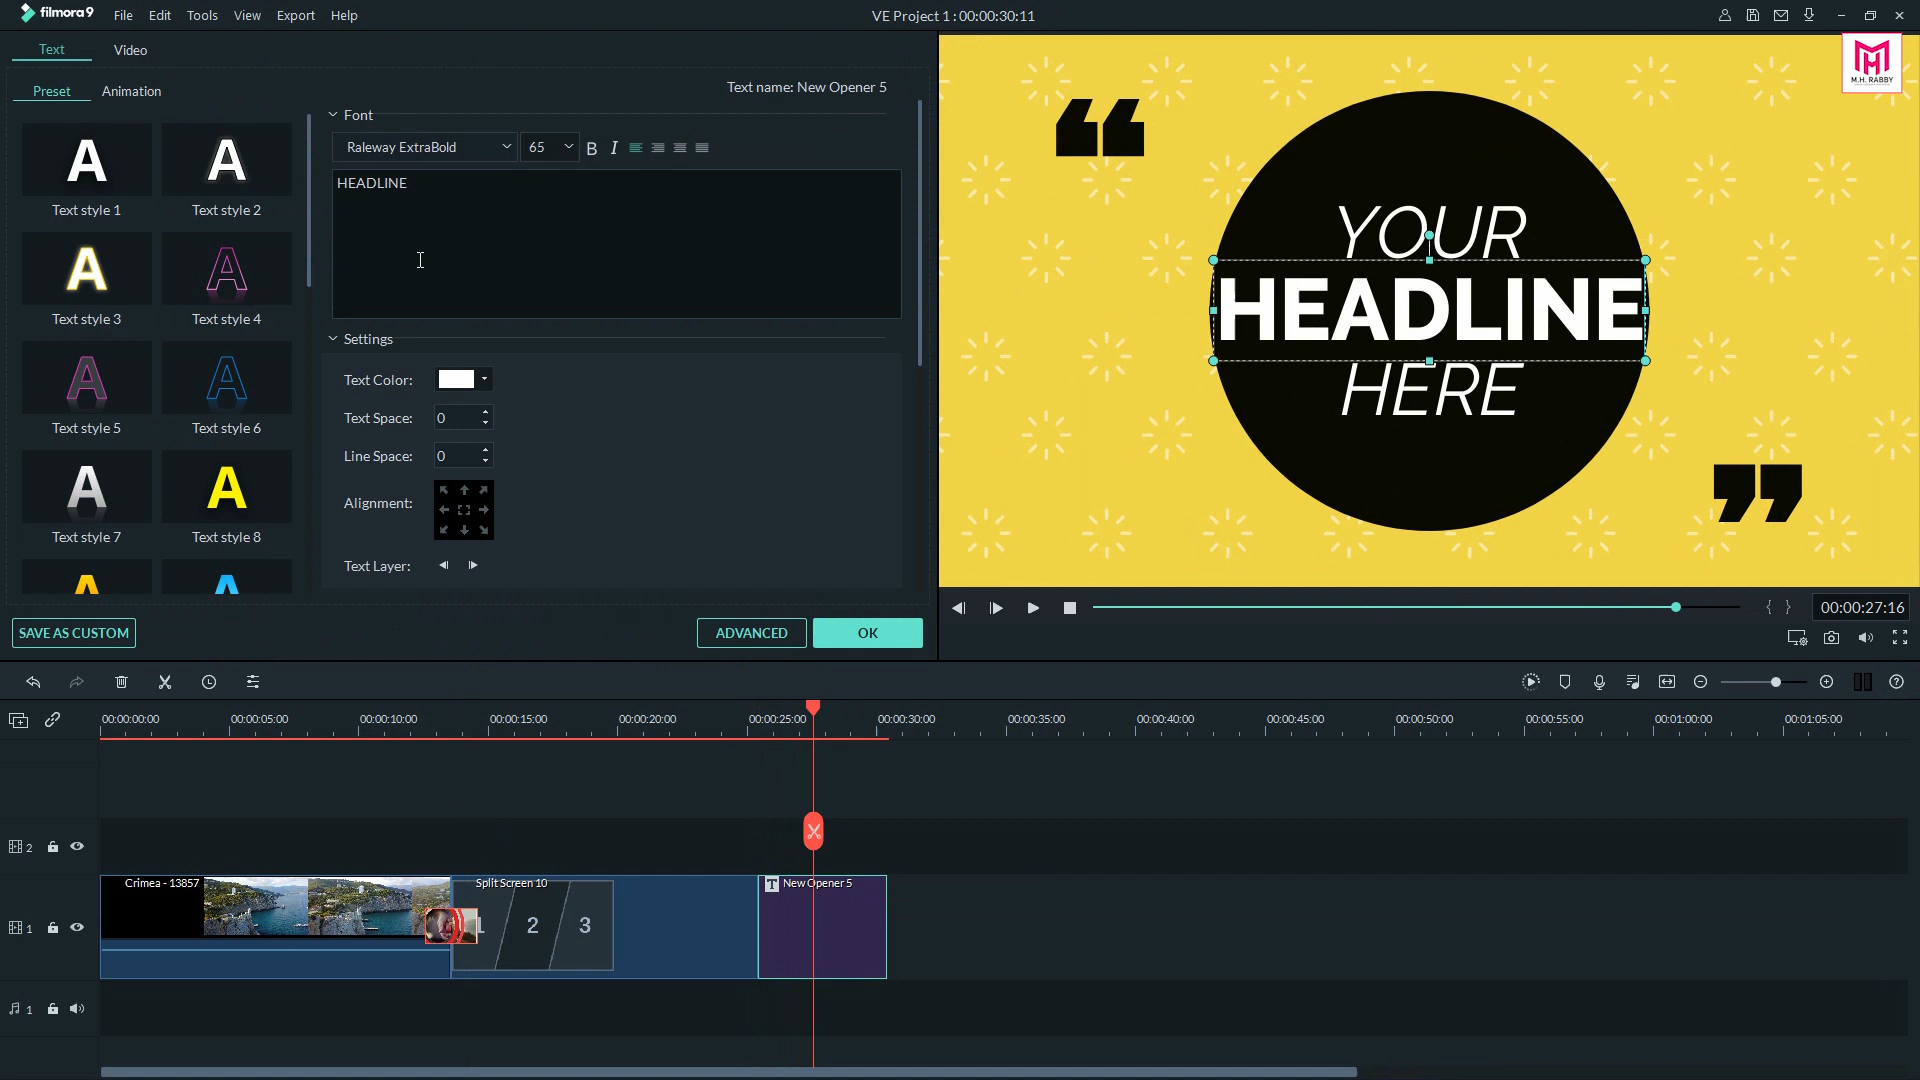 filmora9 File Edit Tools View Export Help VE Project 1 : 00:00:30:11
Text Video
Preset Animation
Text name: New Opener 5
A A
Text style 1 Text style 2
A A
Text style 3 Text style 4
A A
Text style 5 Text style 6
A A
Text style 7 Text style 8
A A
Font
Raleway ExtraBold 65 B I
HEADLINE
Settings
Text Color:
Text Space: 0
Line Space: 0
Alignment:
Text Layer:
SAVE AS CUSTOM ADVANCED OK
M.H. RABBY
“
YOUR
HEADLINE
HERE
”
{ } 00:00:27:16
00:00:00:00 00:00:05:00 00:00:10:00 00:00:15:00 00:00:20:00 00:00:25:00 00:00:30:00 00:00:35:00 00:00:40:00 00:00:45:00 00:00:50:00 00:00:55:00 00:01:00:00 00:01:05:00
2
Crimea - 13857 Split Screen 10 T New Opener 5
1 1 2 3
1